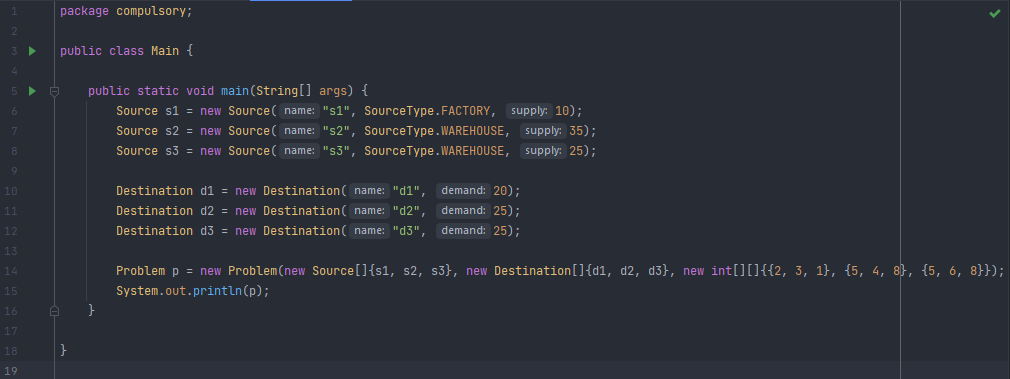 1 package compulsory;
2
3 public class Main {
4
5 public static void main(String[] args) {
6 Source s1 = new Source( name: "s1", SourceType.FACTORY, supply: 10);
7 Source s2 = new Source( name: "s2", SourceType.WAREHOUSE, supply: 35);
8 Source s3 = new Source( name: "s3", SourceType.WAREHOUSE, supply: 25);
9
10 Destination d1 = new Destination( name: "d1", demand: 20);
11 Destination d2 = new Destination( name: "d2", demand: 25);
12 Destination d3 = new Destination( name: "d3", demand: 25);
13
14 Problem p = new Problem(new Source[]{s1, s2, s3}, new Destination[]{d1, d2, d3}, new int[][]{{2, 3, 1}, {5, 4, 8}, {5, 6, 8}});
15 System.out.println(p);
16 }
17
18 }
19